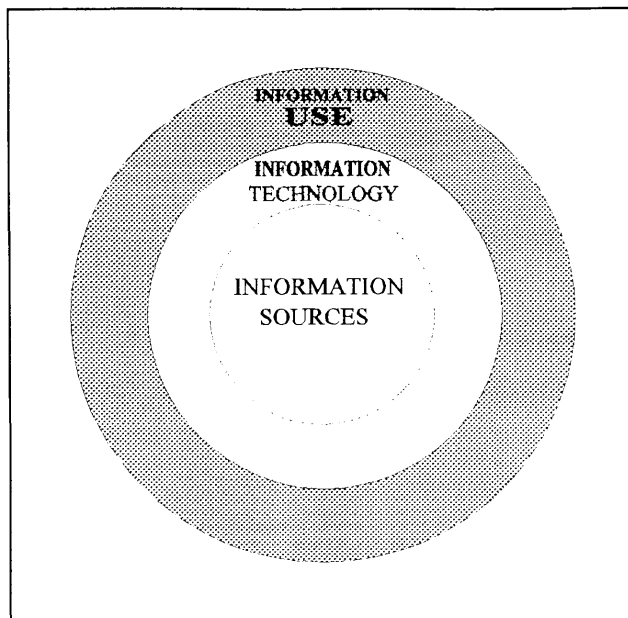 INFORMATION
USE
INFORMATION
TECHNOLOGY
INFORMATION
SOURCES